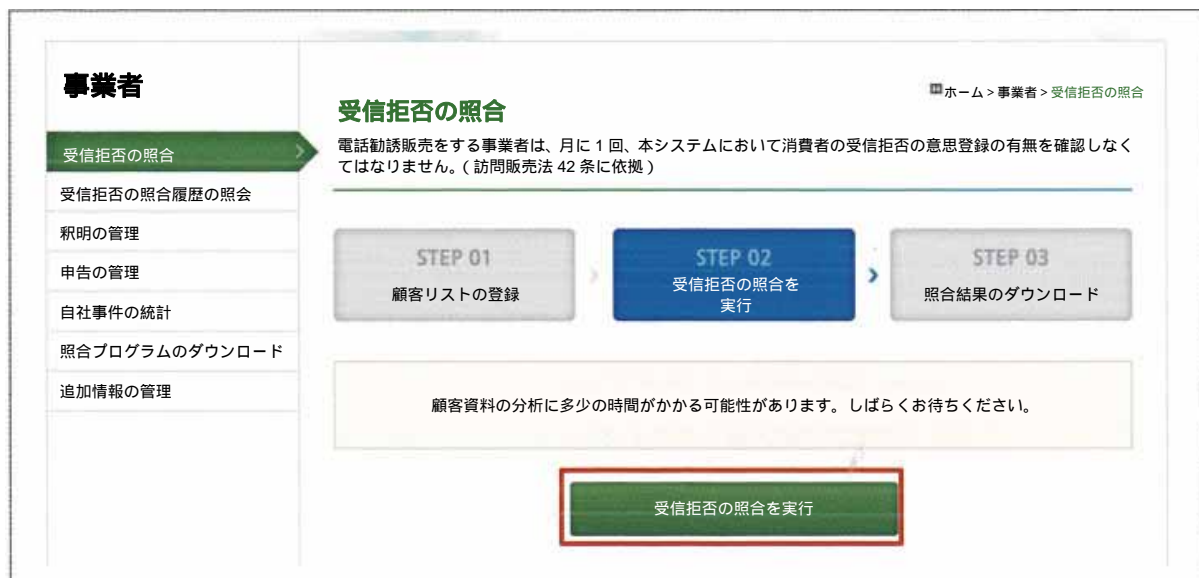 事業者
受信拒否の照合
受信拒否の照合履歴の照会
釈明の管理
申告の管理
自社事件の統計
照合プログラムのダウンロード
追加情報の管理
ホーム > 事業者 > 受信拒否の照合
受信拒否の照合
電話勧誘販売をする事業者は、月に1回、本システムにおいて消費者の受信拒否の意思登録の有無を確認しなく
てはなりません。(訪問販売法42条に依拠)
STEP 01
顧客リストの登録
STEP 02
受信拒否の照合を
実行
STEP 03
照合結果のダウンロード
顧客資料の分析に多少の時間がかかる可能性があります。しばらくお待ちください。
受信拒否の照合を実行